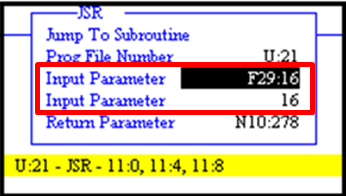 JSR
Jump To Subroutine
Prog File Number U:21
Input Parameter F29:16
Input Parameter 16
Return Parameter N10:278
U:21 - JSR - 11:0, 11:4, 11:8